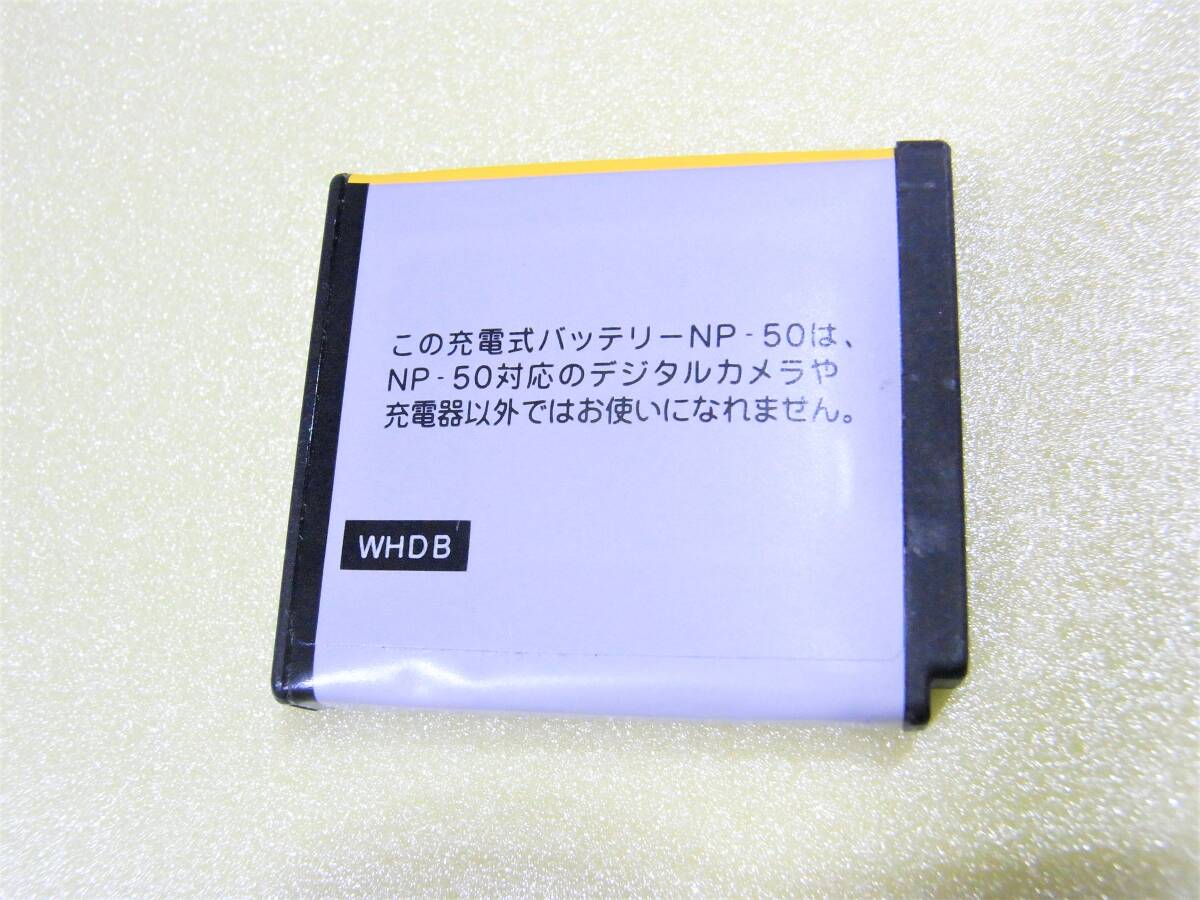 この充電式バッテリーNP-50は、
NP-50対応のデジタルカメラや
充電器以外ではお使いになれません。
WHDB